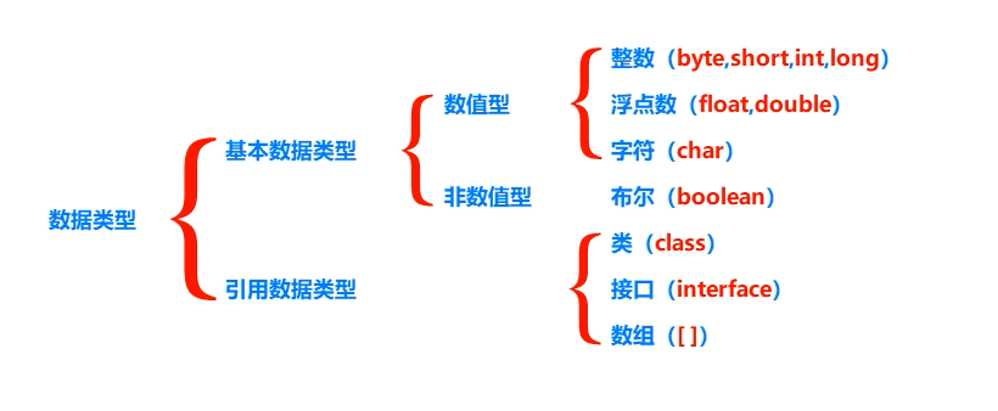 数据类型
基本数据类型
数值型
整数（byte,short,int,long）
浮点数（float,double）
字符（char）
非数值型
布尔（boolean）
引用数据类型
类（class）
接口（interface）
数组（[ ]）